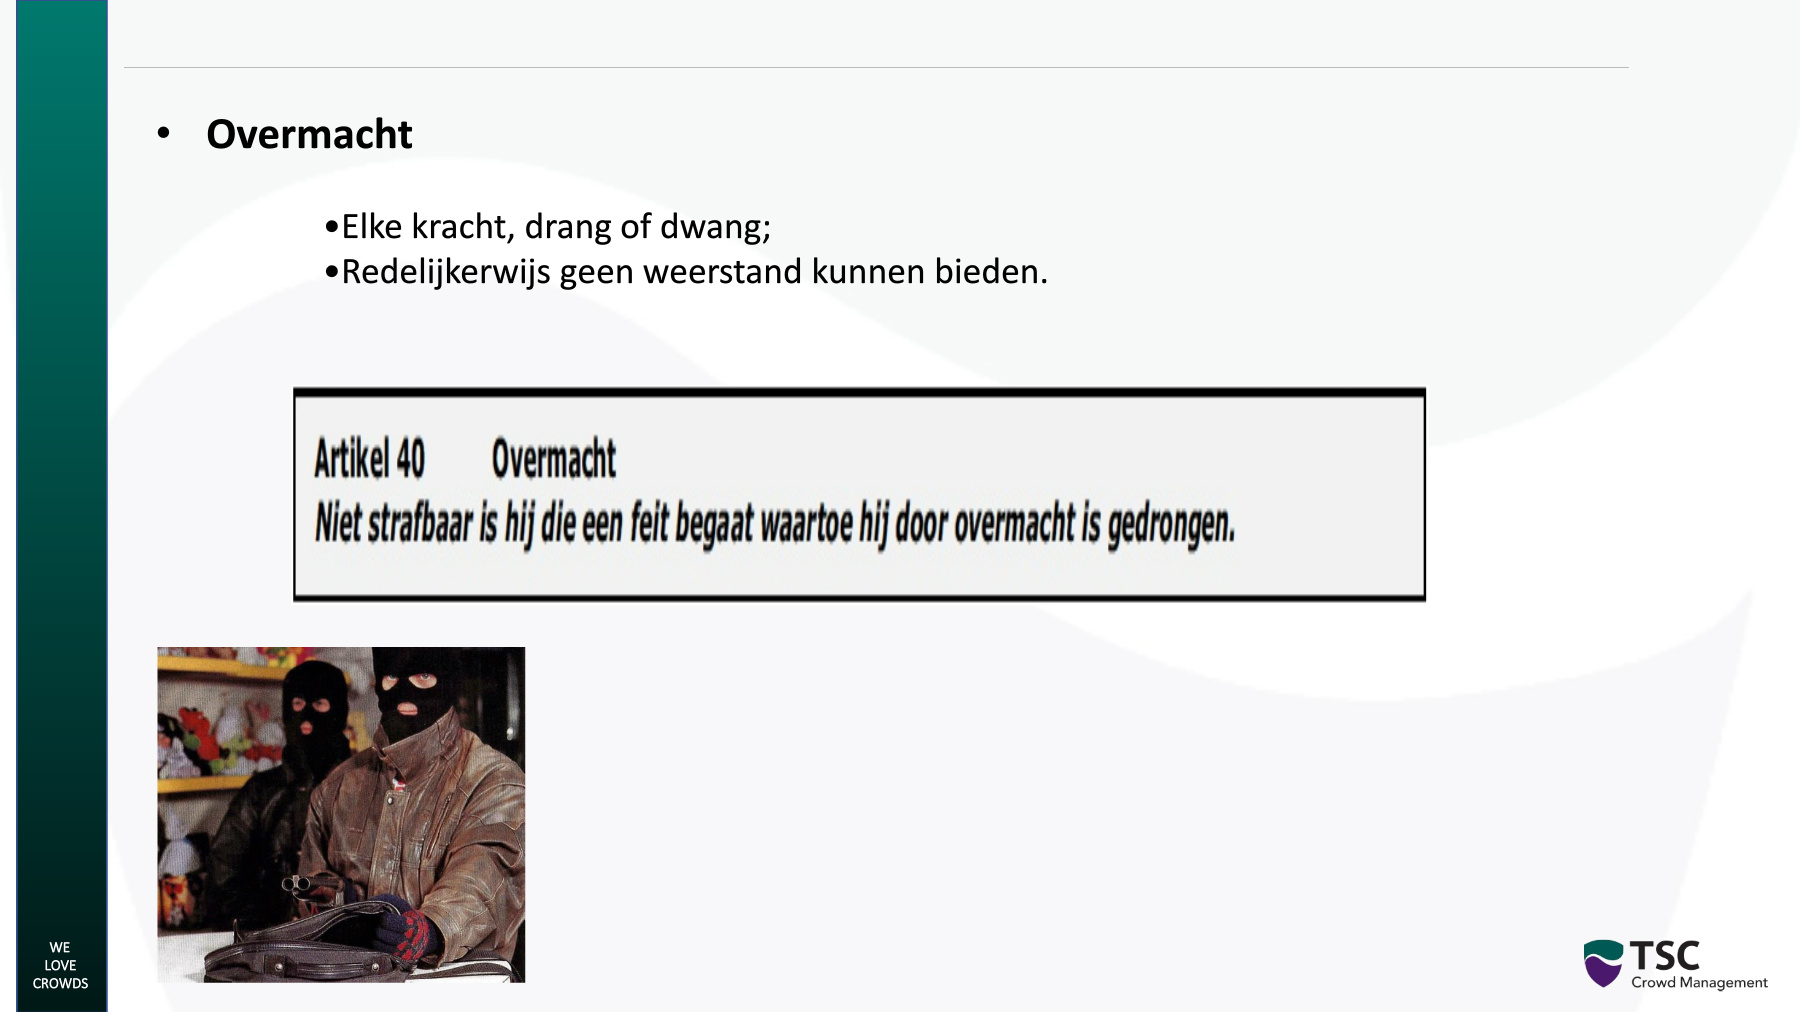 • Overmacht
•Elke kracht, drang of dwang;
•Redelijkerwijs geen weerstand kunnen bieden.
Artikel 40 Overmacht
Niet strafbaar is hij die een feit begaat waartoe hij door overmacht is gedrongen.
WE
LOVE
CROWDS
TSC
Crowd Management